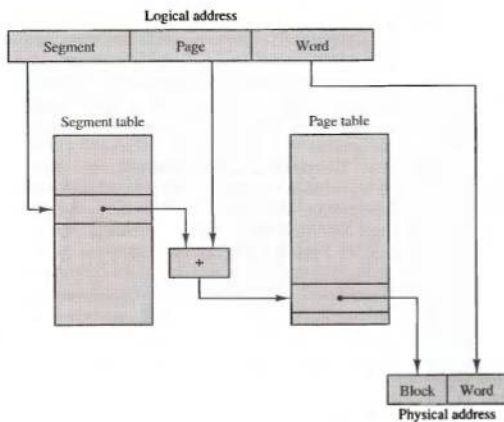 Logical address
Segment Page Word
Segment table Page table
+
Block Word
Physical address